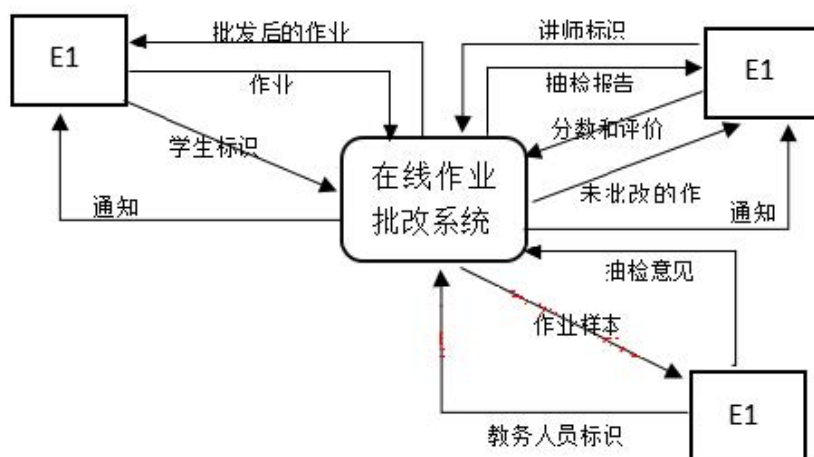 批发后的作业
讲师标识
E1
E1
作业
抽检报告
分数和评价
学生标识
在线作业
批改系统
未批改的作
通知
通知
油检意见
作业样本
E1
教务人员标识